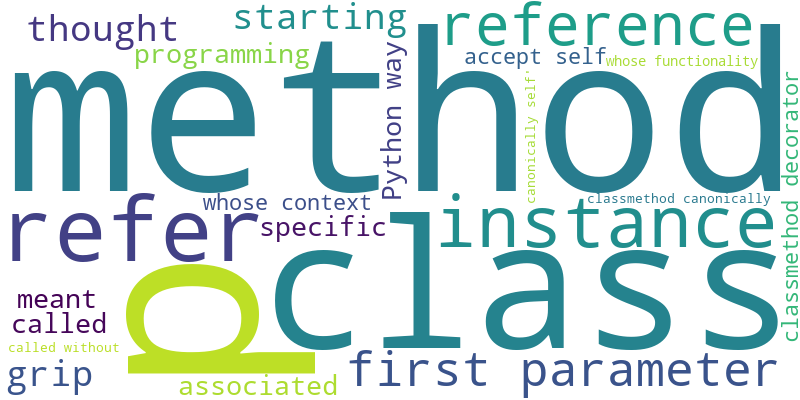 thought
starting
reference
programming
accept self
whose functionality
method
Python way
canonically self'
classmethod decorator
refer
whose context
classmethod canonically
specific
instance
p
class
meant
called
called without
grip
associated
first parameter